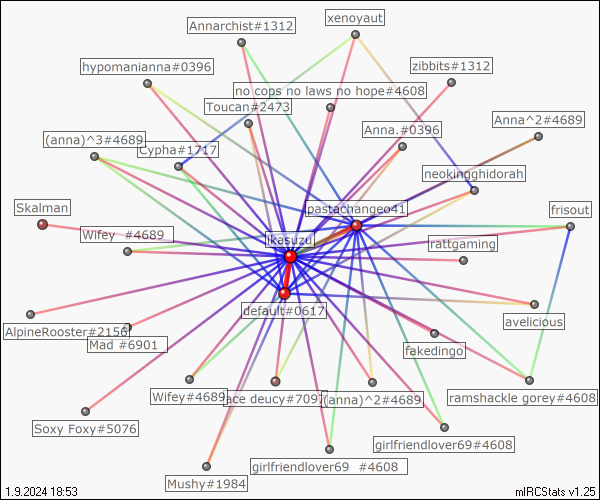 xenoyaut
Annarchist#1312
zibbits#1312
hypomanianna#0396
no cops no laws no hope#4608
Toucan#2473
Anna^2#4689
Anna.#0396
(anna)^3#4689
Cypha#1717
neokingghidorah
Skalman
pastachangeo41
frisout
Wifey #4689
jkasuzu
rattgaming
default#0617
avelicious
AlpineRooster#2150
Mad #6901
fakedingo
Wifey#4689
ace deucy#7097
(anna)^2#4689
ramshackle gorey#4608
Soxy Foxy#5076
girlfriendlover69#4608
girlfriendlover69 #4608
Mushy#1984
1.9.2024 18:53
mIRCStats v1.25